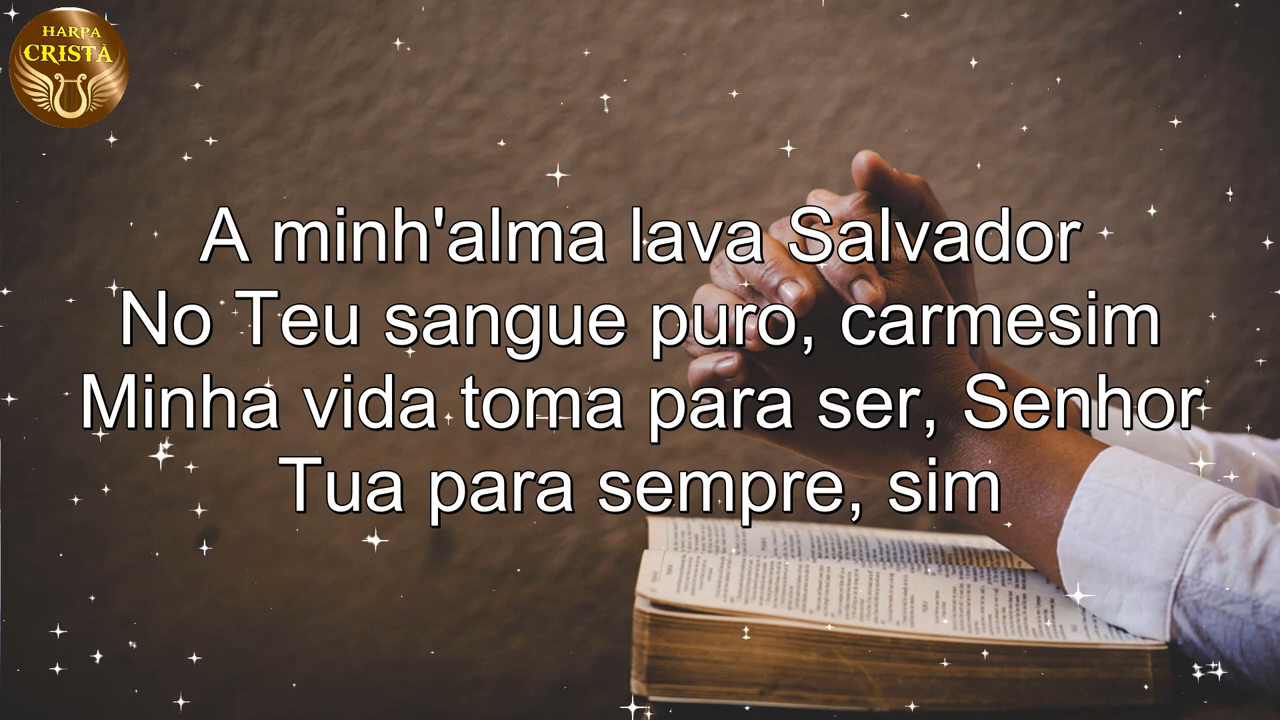 HARPA
CRISTÃ
A minh'alma lava Salvador
No Teu sangue puro, carmesim
Minha vida toma para ser, Senhor
Tua para sempre, sim